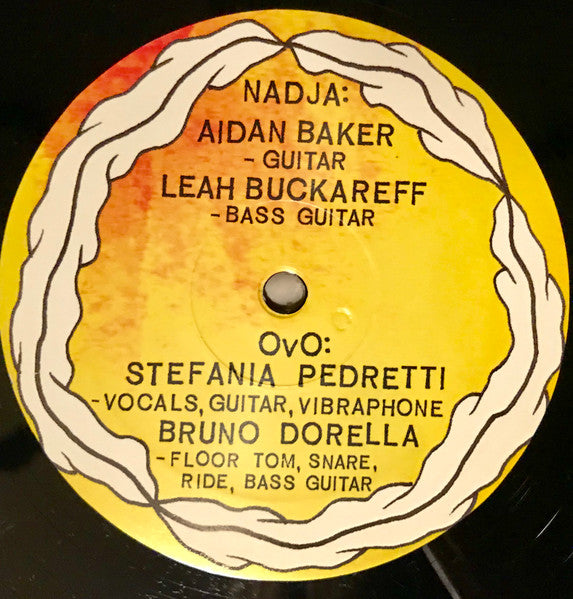 NADJA:
AIDAN BAKER
- GUITAR
LEAH BUCKAREFF
- BASS GUITAR
OvO:
STEFANIA PEDRETTI
- VOCALS, GUITAR, VIBRAPHONE
BRUNO DORELLA
- FLOOR TOM, SNARE,
RIDE, BASS GUITAR